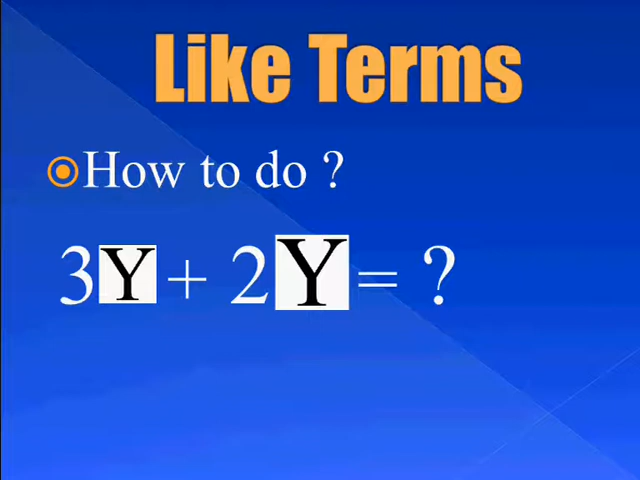 Like Terms
How to do ?
3Y + 2Y = ?